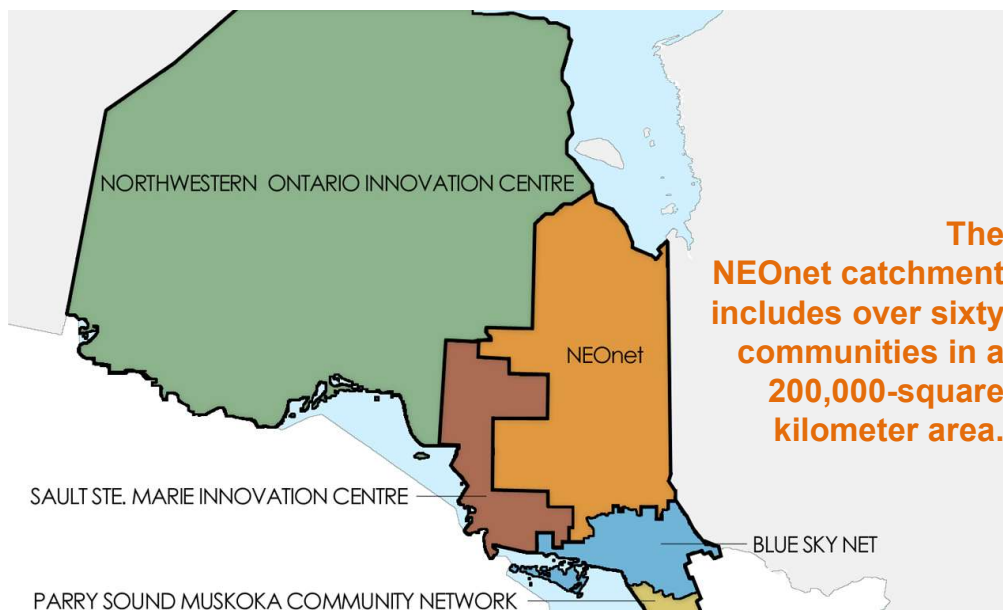 NORTHWESTERN ONTARIO INNOVATION CENTRE
The
NEOnet catchment
includes over sixty
communities in a
200,000-square
kilometer area.
NEOnet
SAULT STE. MARIE INNOVATION CENTRE
BLUE SKY NET
PARRY SOUND MUSKOKA COMMUNITY NETWORK